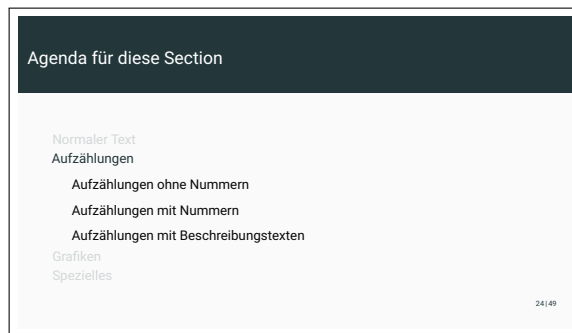 Agenda für diese Section
Normaler Text
Aufzählungen
Aufzählungen ohne Nummern
Aufzählungen mit Nummern
Aufzählungen mit Beschreibungstexten
Grafiken
Spezielles
24|49